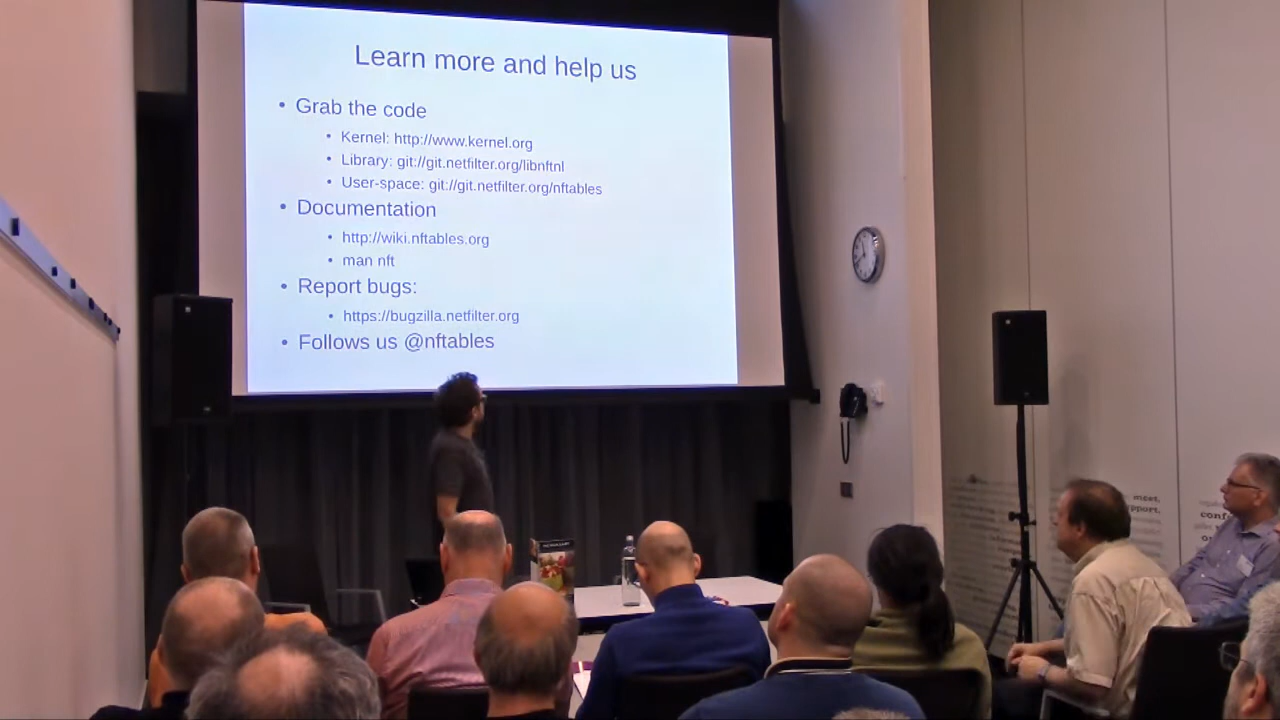 Learn more and help us
• Grab the code
• Kernel: http://www.kernel.org
• Library: git://git.netfilter.org/libnftnl
• User-space: git://git.netfilter.org/nftables
• Documentation
• http://wiki.nftables.org
• man nft
• Report bugs:
• https://bugzilla.netfilter.org
• Follows us @nftables
meet,